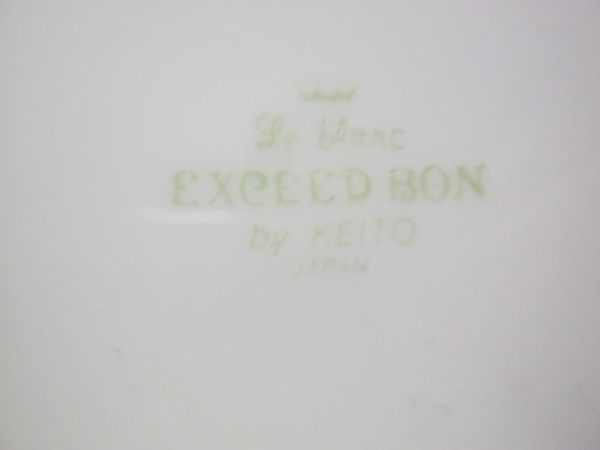 Le blanc
EXCEED BON
by KEITO
JAPAN